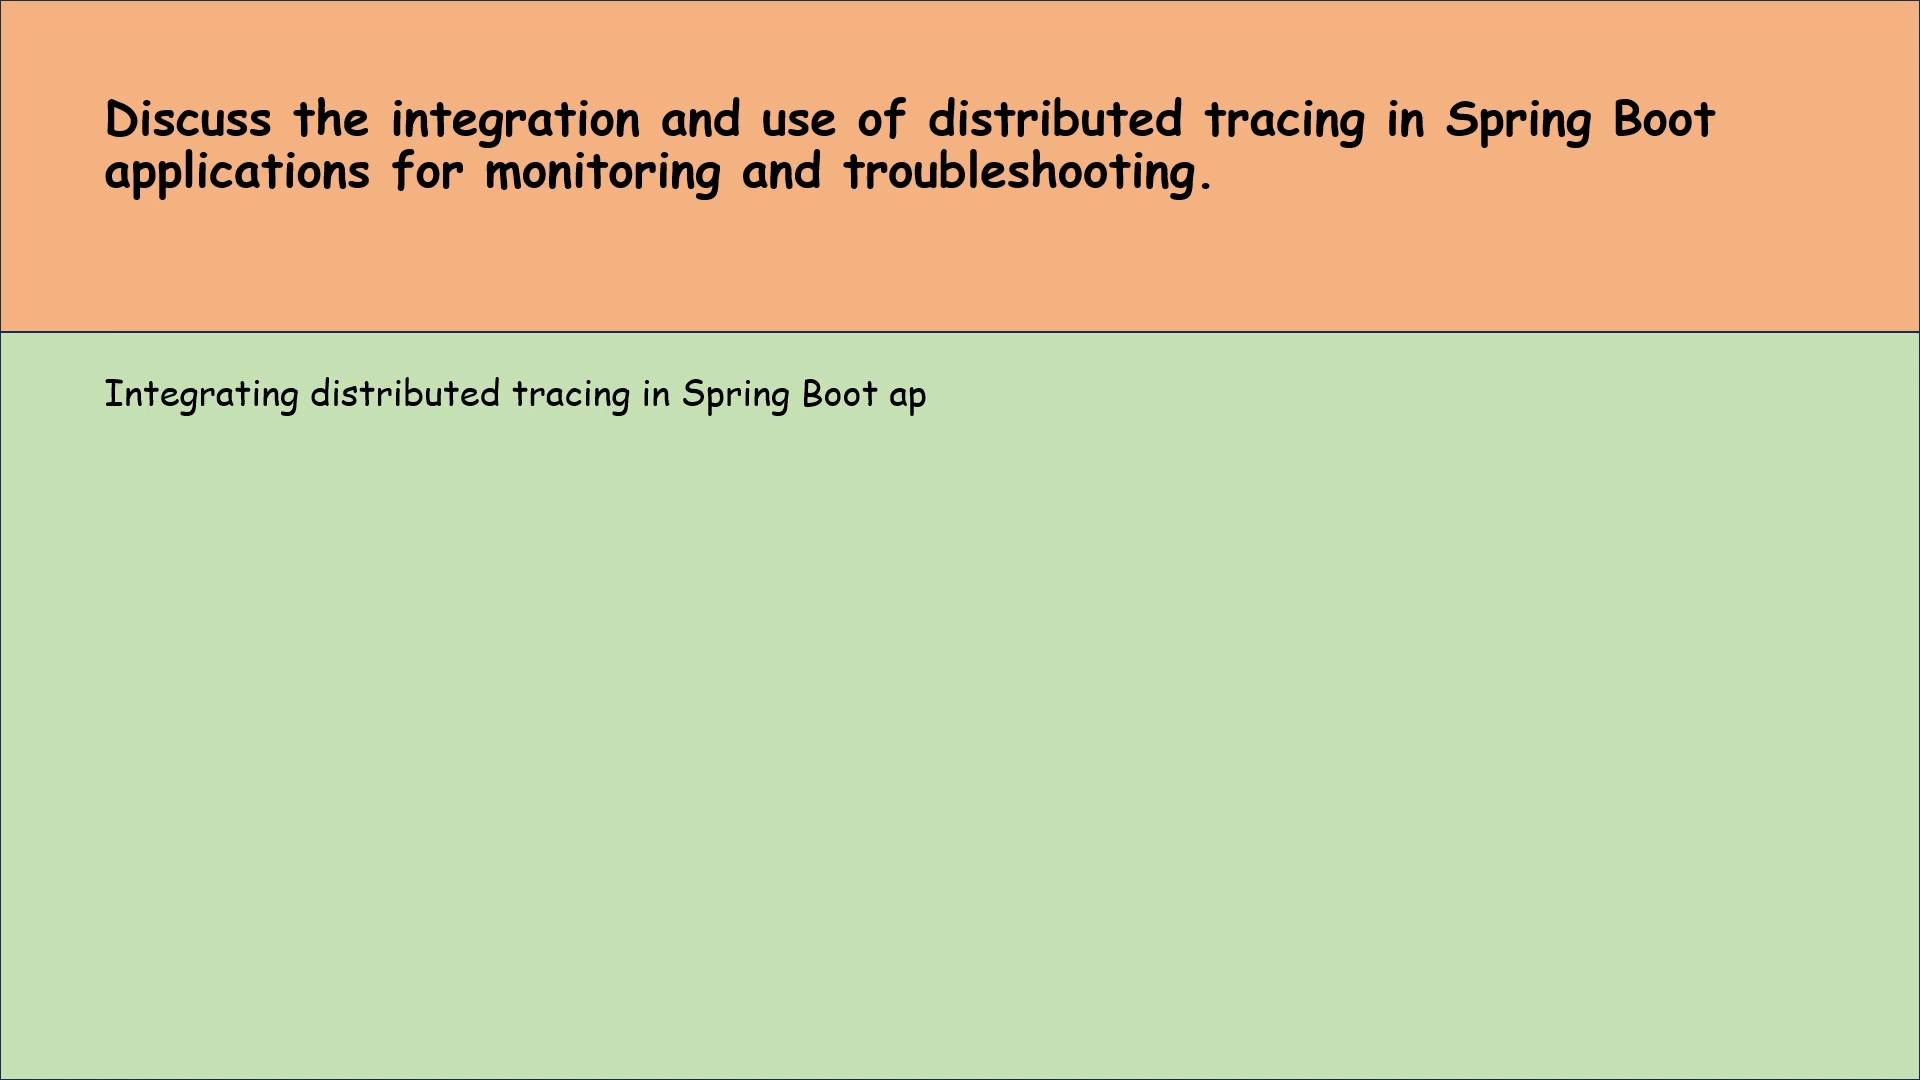 Discuss the integration and use of distributed tracing in Spring Boot
applications for monitoring and troubleshooting.
Integrating distributed tracing in Spring Boot ap